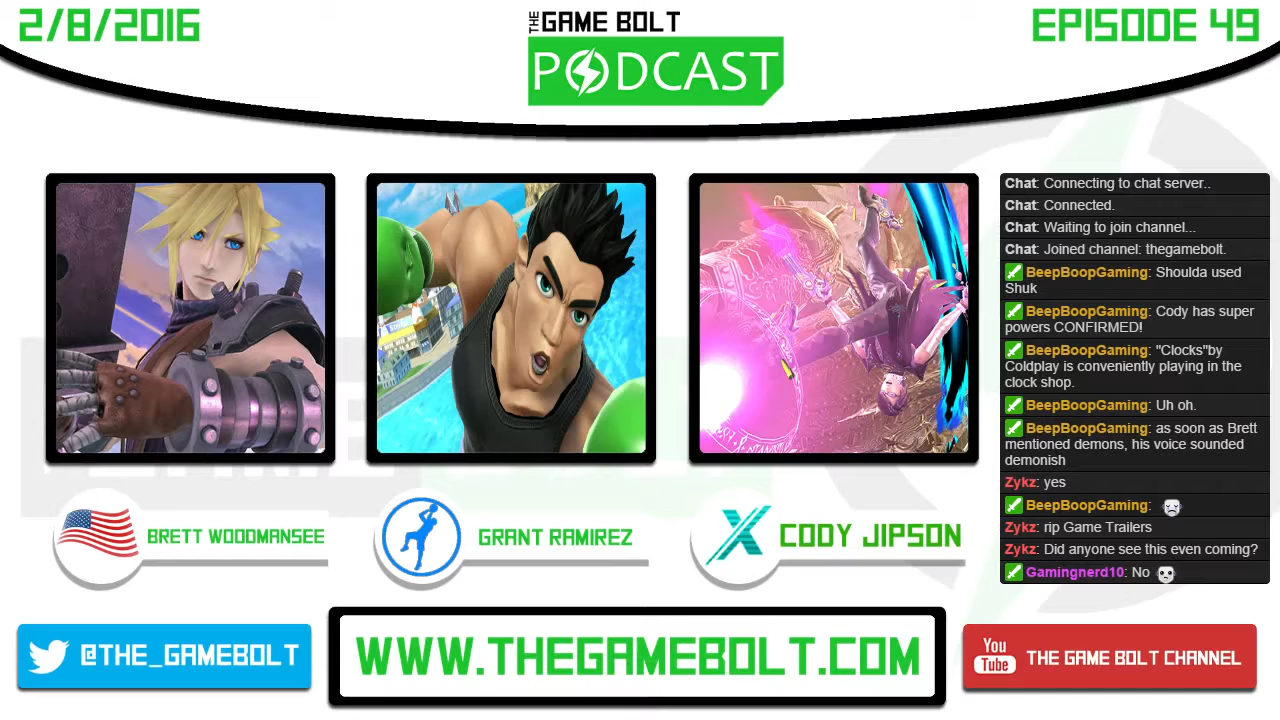 2/8/2016
THE GAME BOLT
PODCAST
EPISODE 49
Chat: Connecting to chat server..
Chat: Connected.
Chat: Waiting to join channel...
Chat: Joined channel: thegamebolt.
BeepBoopGaming: Shoulda used
Shuk
BeepBoopGaming: Cody has super
powers CONFIRMED!
BeepBoopGaming: "Clocks"by
Coldplay is conveniently playing in the
clock shop.
BeepBoopGaming: Uh oh.
BeepBoopGaming: as soon as Brett
mentioned demons, his voice sounded
demonish
Zykz: yes
BeepBoopGaming:
Zykz: rip Game Trailers
Zykz: Did anyone see this even coming?
Gamingnerd10: No
BRETT WOODMANSEE
GRANT RAMIREZ
CODY JIPSON
@THE_GAMEBOLT
WWW.THEGAMEBOLT.COM
You
Tube
THE GAME BOLT CHANNEL